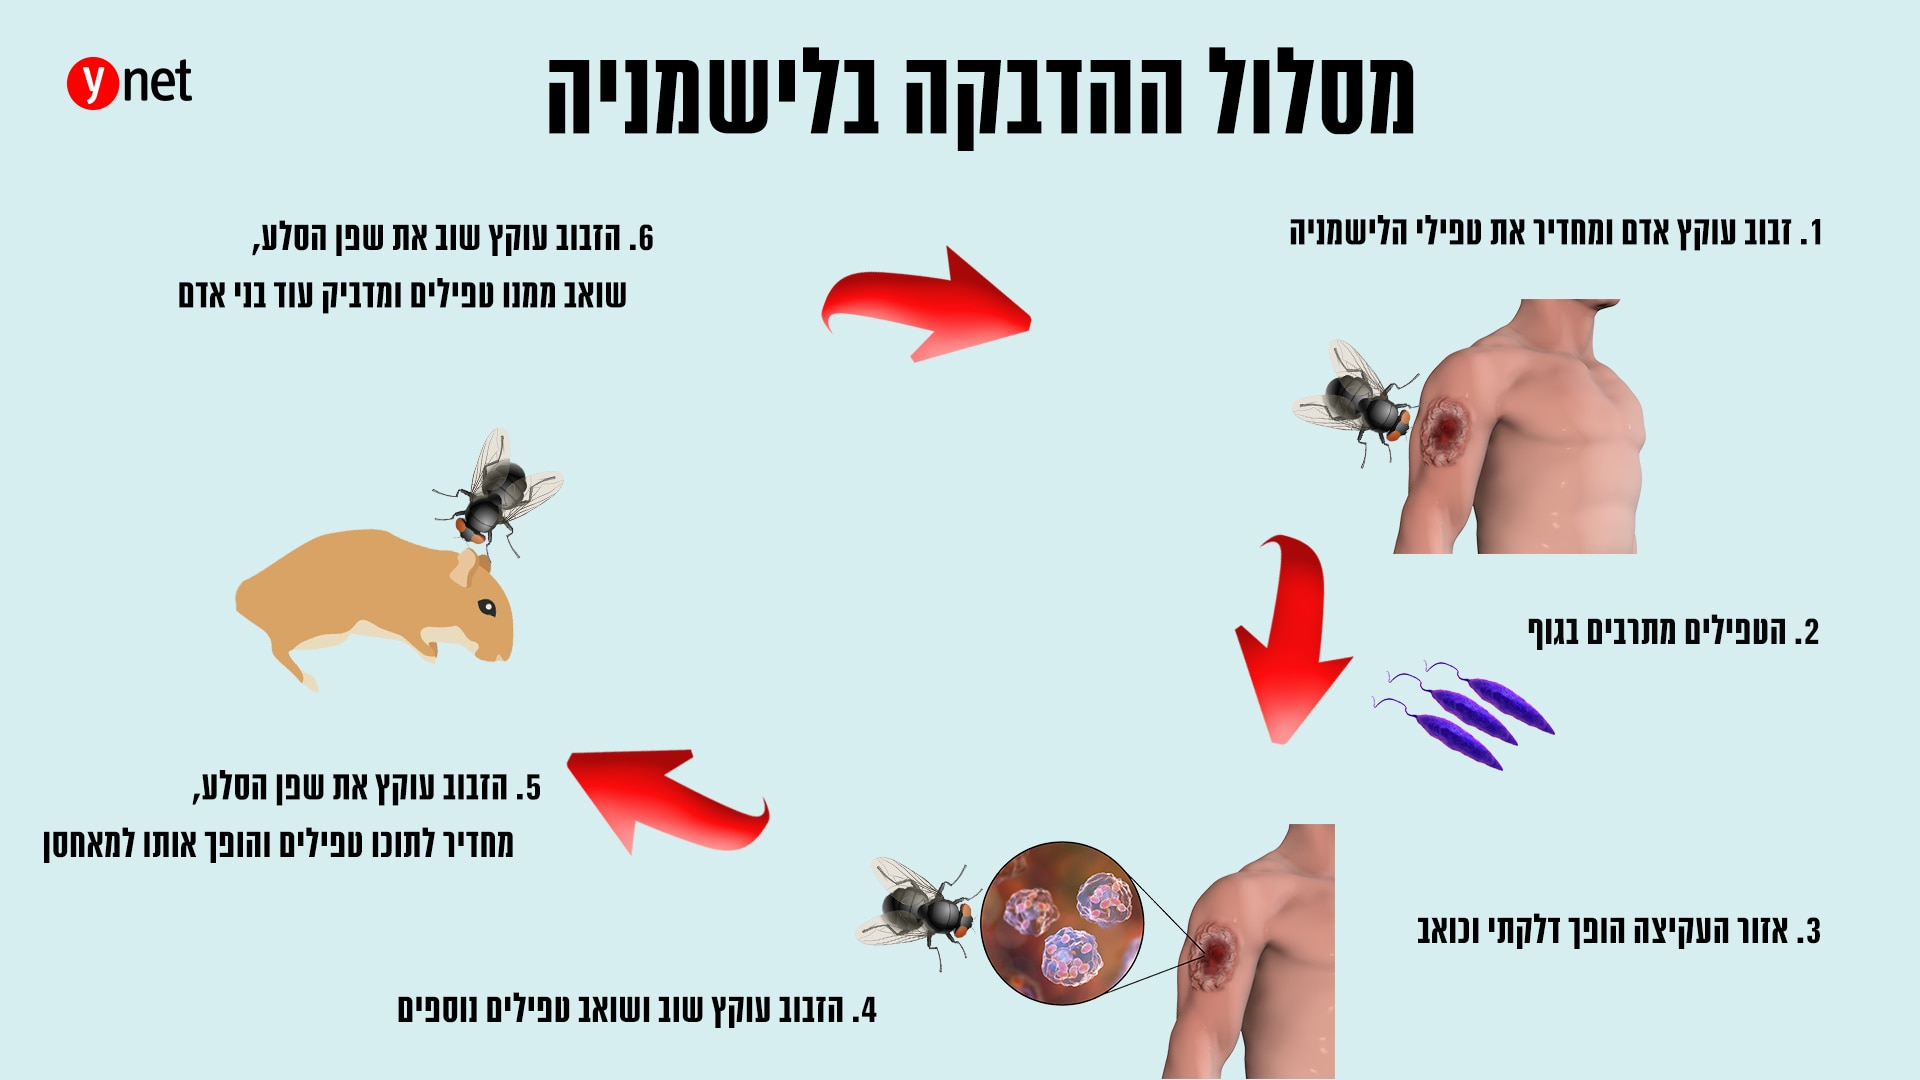 ynet
מסלול ההדבקה בלישמניה
1. זבוב עוקץ אדם ומחדיר את טפילי הלישמניה
2. הטפילים מתרבים בגוף
3. אזור העקיצה הופך דלקתי וכואב
4. הזבוב עוקץ שוב ושואב טפילים נוספים
5. הזבוב עוקץ את שפן הסלע,
מחדיר לתוכו טפילים והופך אותו למאחסן
6. הזבוב עוקץ שוב את שפן הסלע,
שואב ממנו טפילים ומדביק עוד בני אדם